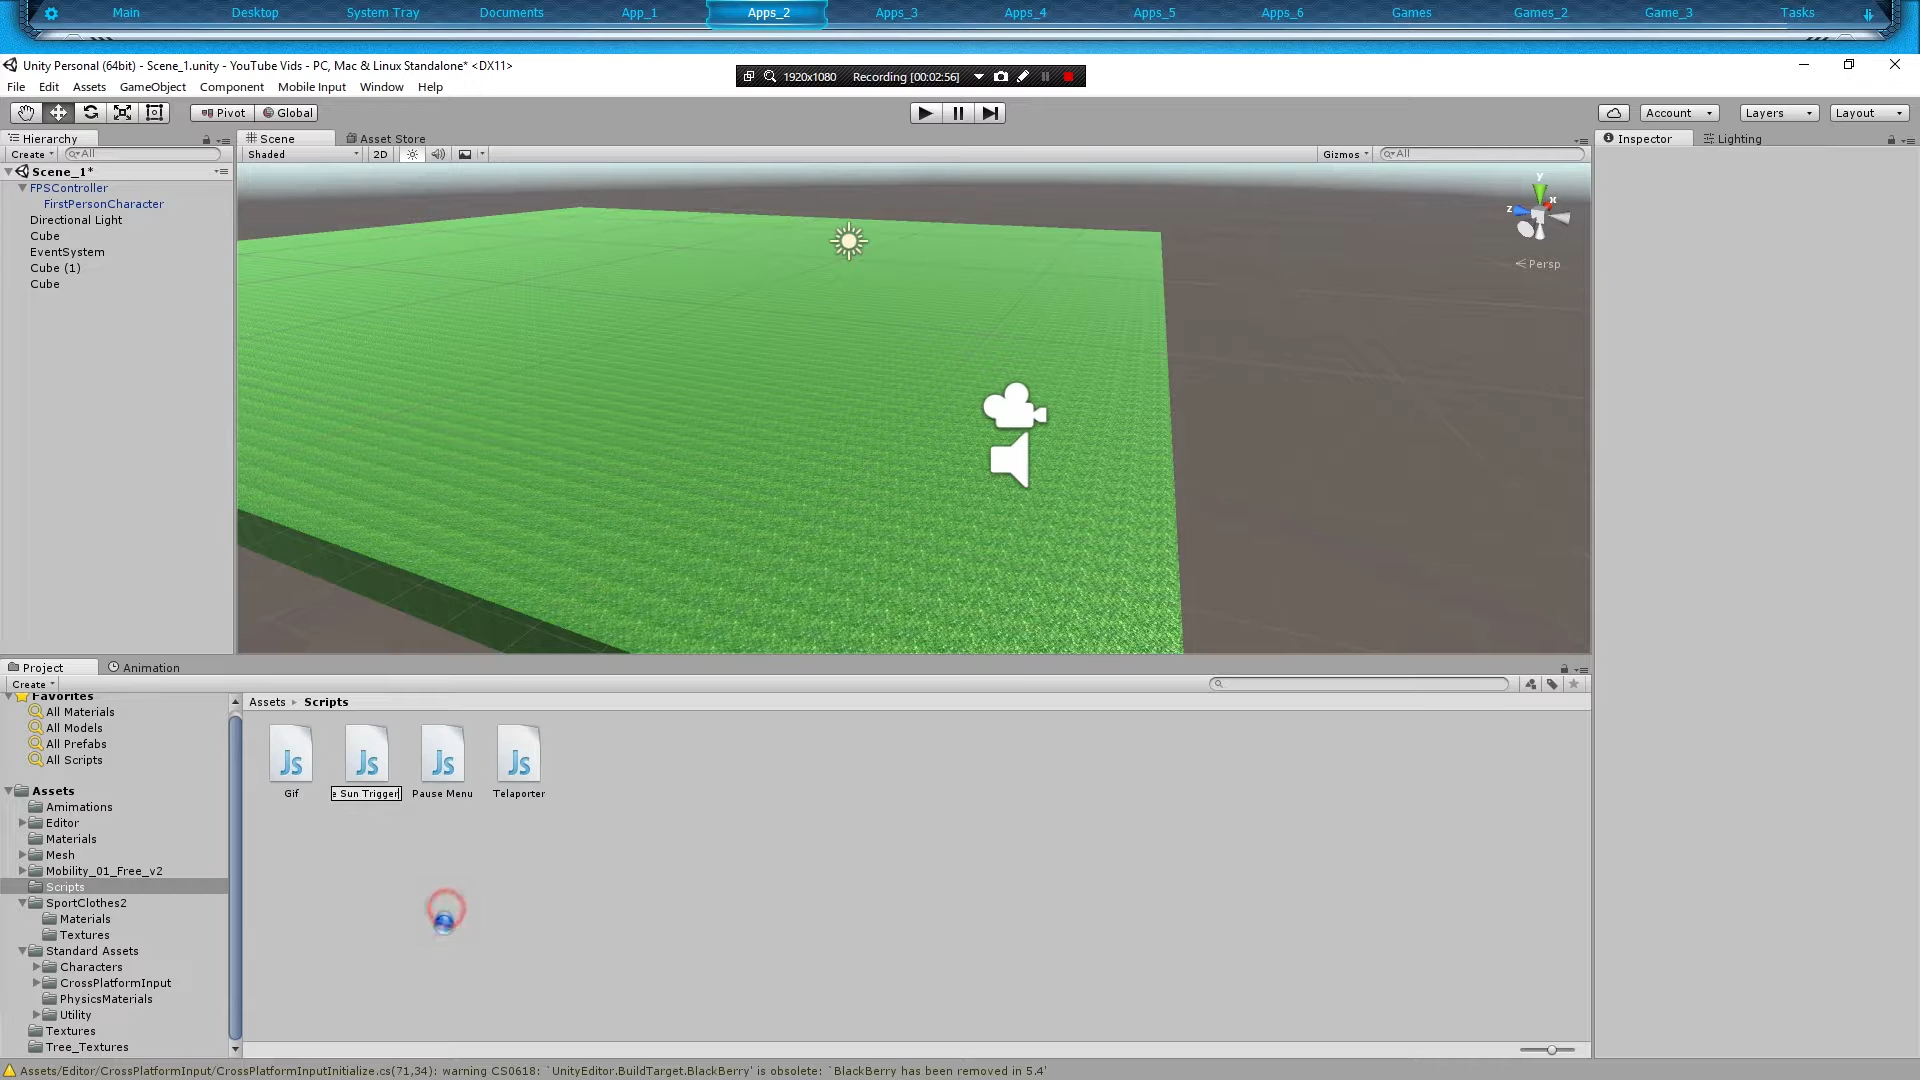 Main Desktop System Tray Documents App_1 Apps_2 Apps_3 Apps_4 Apps_5 Apps_6 Games Games_2 Game_3 Tasks
Unity Personal (64bit) - Scene_1.unity - YouTube Vids - PC, Mac & Linux Standalone* <DX11>
1920x1080 Recording [00:02:56]
File Edit Assets GameObject Component Mobile Input Window Help
Pivot Global Account Layers Layout
Hierarchy Scene Asset Store Inspector Lighting
Create All Shaded 2D Gizmos All
Scene_1*
FPSController
FirstPersonCharacter
Directional Light
Cube
EventSystem
Cube (1)
Cube
y
x
z
Persp
Project Animation
Create
Favorites
All Materials
All Models
All Prefabs
All Scripts
Assets
Animations
Editor
Materials
Mesh
Mobility_01_Free_v2
Scripts
SportClothes2
Materials
Textures
Standard Assets
Characters
CrossPlatformInput
PhysicsMaterials
Utility
Textures
Tree_Textures
Assets Scripts
Js Js Js Js
Gif e Sun Trigger Pause Menu Telaporter
Assets/Editor/CrossPlatformInput/CrossPlatformInputInitialize.cs(71,34): warning CS0618: `UnityEditor.BuildTarget.BlackBerry' is obsolete: `BlackBerry has been removed in 5.4'